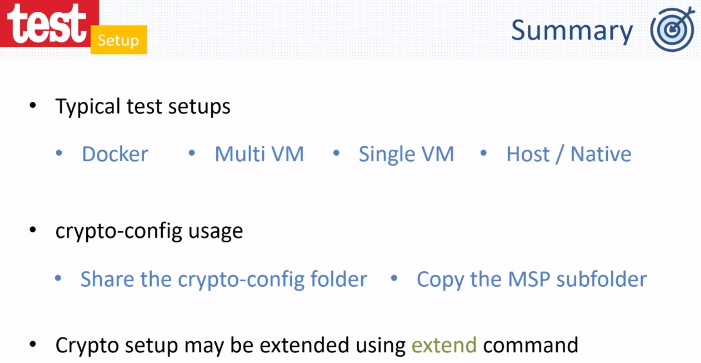 test
Setup
Summary
• Typical test setups
• Docker • Multi VM • Single VM • Host / Native
• crypto-config usage
• Share the crypto-config folder • Copy the MSP subfolder
• Crypto setup may be extended using extend command